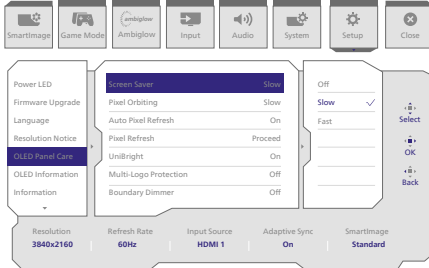 SmartImage
Game Mode
ambiglow
Ambiglow
Input
Audio
System
Setup
Close
Power LED
Firmware Upgrade
Language
Resolution Notice
OLED Panel Care
OLED Information
Information
Screen Saver Slow
Pixel Orbiting Slow
Auto Pixel Refresh On
Pixel Refresh Proceed
UniBright On
Multi-Logo Protection Off
Boundary Dimmer Off
Off
Slow ✓
Fast
Select
OK
Back
Resolution Refresh Rate Input Source Adaptive Sync SmartImage
3840x2160 60Hz HDMI 1 On Standard